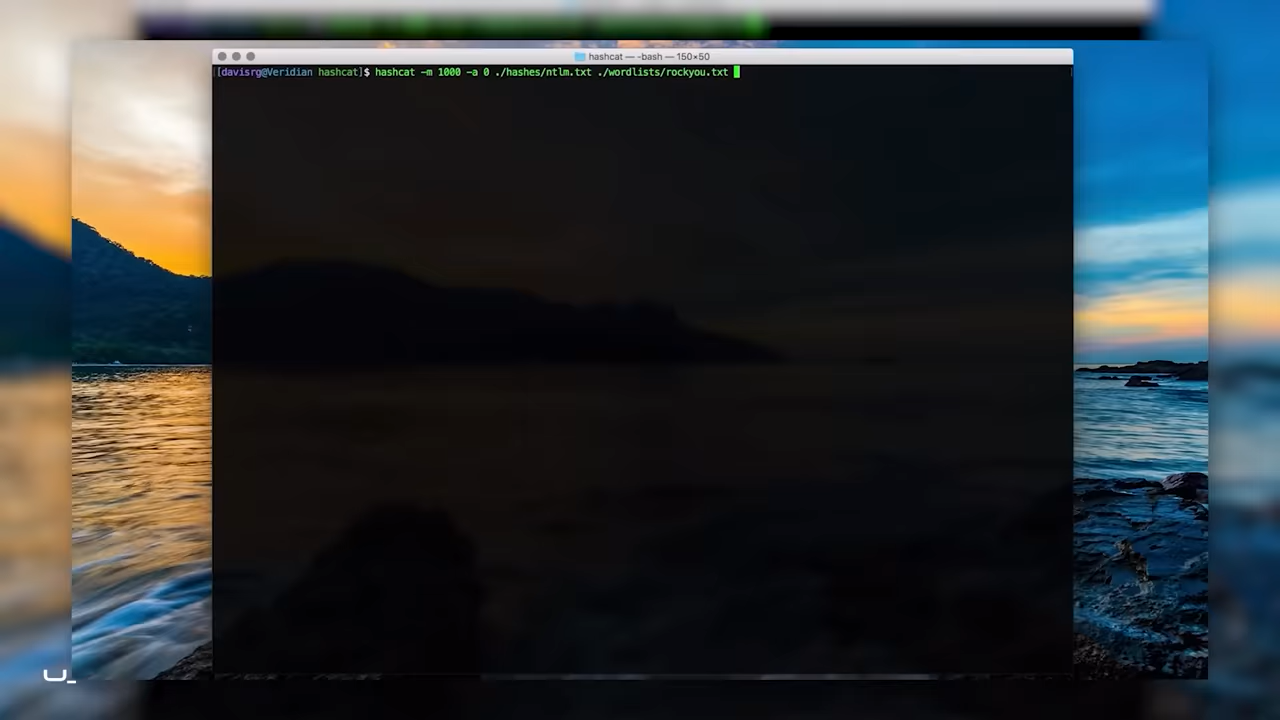 hashcat — -bash — 150×50
[davisrg@Veridian hashcat]$ hashcat -m 1000 -a 0 ./hashes/ntlm.txt ./wordlists/rockyou.txt